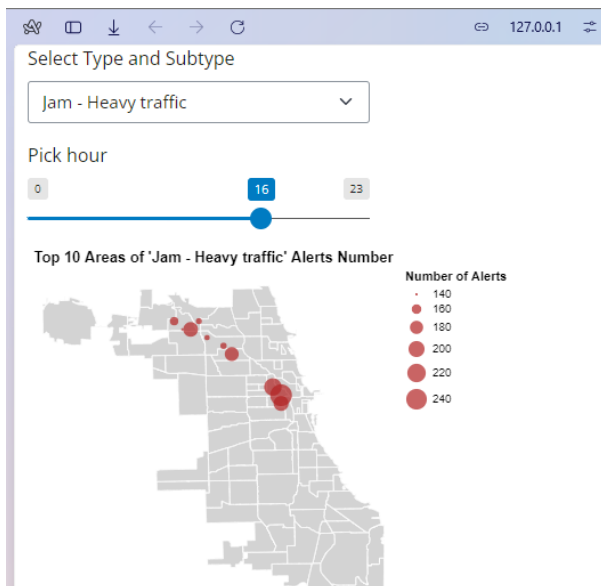 127.0.0.1
Select Type and Subtype
Jam - Heavy traffic
Pick hour
0 16 23
Top 10 Areas of 'Jam - Heavy traffic' Alerts Number
Number of Alerts
140
160
180
200
220
240